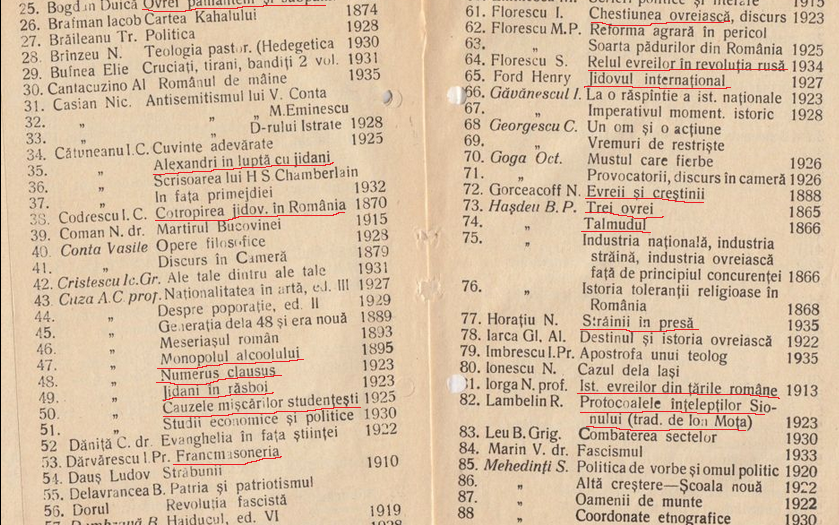 25. Bogdan Duică Ovrei pământeni și supuși
26. Brafman Iacob Cartea Kahalului 1874
27. Brăileanu Tr. Politica 1928
28. Brînzeu N. Teologia pastor. (Hedegetica 1930
29. Bufnea Elie Cruciați, tirani, bandiți 2 vol. 1931
30. Cantacuzino Al Românul de mâine 1935
31. Casian Nic. Antisemitismul lui V. Conta
32. „ „ M.Eminescu
33. „ „ D-rului Istrate 1928
34. Cătuneanu I.C. Cuvinte adevărate 1925
35. „ Alexandri in luptă cu jidani
36. „ Scrisoarea lui H S Chamberlain
37. „ In fața primejdiei 1932
38. Codrescu I. C. Cotropirea jidov. in România 1870
39. Coman N. dr. Martirul Bucovinei 1915
40. Conta Vasile Opere filosofice 1923
41. „ Discurs în Cameră 1879
42. Cristescu Ic.Gr. Ale tale dintru ale tale 1931
43. Cuza A.C prof. Naționalitatea în artă, ed. III 1927
44. „ Despre poporație, ed. II 1929
45. „ Generația dela 48 și era nouă 1889
46. „ Meseriașul român 1893
47. „ Monopolul alcoolului 1895
48. „ Numerus clausus 1923
49. „ Jidani în răsboi 1923
50. „ Cauzele mișcărilor studențești 1925
51. „ Studii economice și politice 1930
52 Dăniță C. dr. Evanghelia în fața științei 1922
53. Dărvărescu I.Pr. Francmasoneria
54. Dauș Ludov Străbunii 1910
55. Delavrancea B. Patria și patriotismul
56. Dorul Revoluția fascistă
57 B. Haiducul, ed. VI 1919
1928
1915
61. Florescu I. Chestiunea ovreiască, discurs 1923
62. Florescu M.P. Reforma agrară în pericol
63. „ Soarta pădurilor din România 1925
64. Florescu S. Relul evreilor în revoluția rusă 1934
65. Ford Henry Jidovul internațional 1927
66. Găvănescul I. La o răspîntie a ist. naționale 1923
67. „ Imperativul moment. istoric 1928
68 Georgescu C. Un om și o acțiune
69. „ Vremuri de restriște
70. Goga Oct. Mustul care fierbe 1926
71. „ Provocatorii, discurs în cameră 1926
72. Gorceacoff N. Evreii și creștinii 1888
73. Hașdeu B. P. Trei ovrei 1865
74. „ Talmudul 1866
75. „ Industria națională, industria
străină, industria ovreiască
față de principiul concurenței 1866
76. „ Istoria toleranții religioase în
România 1868
77. Horațiu N. Străinii in presă 1935
78. Iarca Gl. Al. Destinul și istoria ovreiască 1922
79. Imbrescu I.Pr. Apostrofa unui teolog 1935
80. Ionescu N. Cazul dela Iași
81. Iorga N. prof. Ist. evreilor din țările române 1913
82. Lambelin R. Protocoalele înțelepților Sio-
nului (trad. de Ion Moța) 1923
83. Leu B. Grig. Combaterea sectelor 1930
84. Marin V. dr. Fascismul 1933
85. Mehedinți S. Politica de vorbe și omul politic 1920
86. „ Altă creștere—Școala nouă 1922
87. „ Oamenii de munte 1922
88 „ Coordonate etnografice 1930